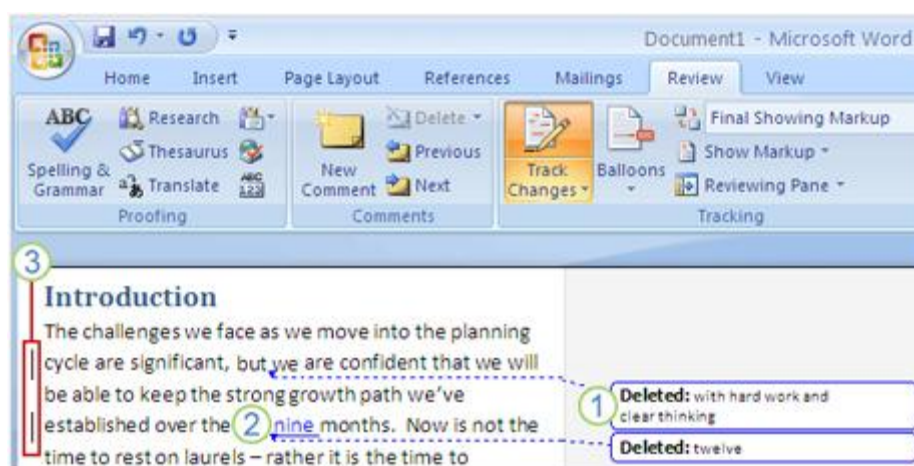 Document1 - Microsoft Word
Home Insert Page Layout References Mailings Review View
ABC Research Delete Final Showing Markup
Thesaurus Previous Show Markup
Spelling & Grammar Translate ABC 123 New Comment Next Track Changes Balloons Reviewing Pane
Proofing Comments Tracking
3
Introduction
The challenges we face as we move into the planning
cycle are significant, but we are confident that we will
be able to keep the strong growth path we've
1 Deleted: with hard work and
clear thinking
established over the 2 nine months. Now is not the
Deleted: twelve
time to rest on laurels – rather it is the time to